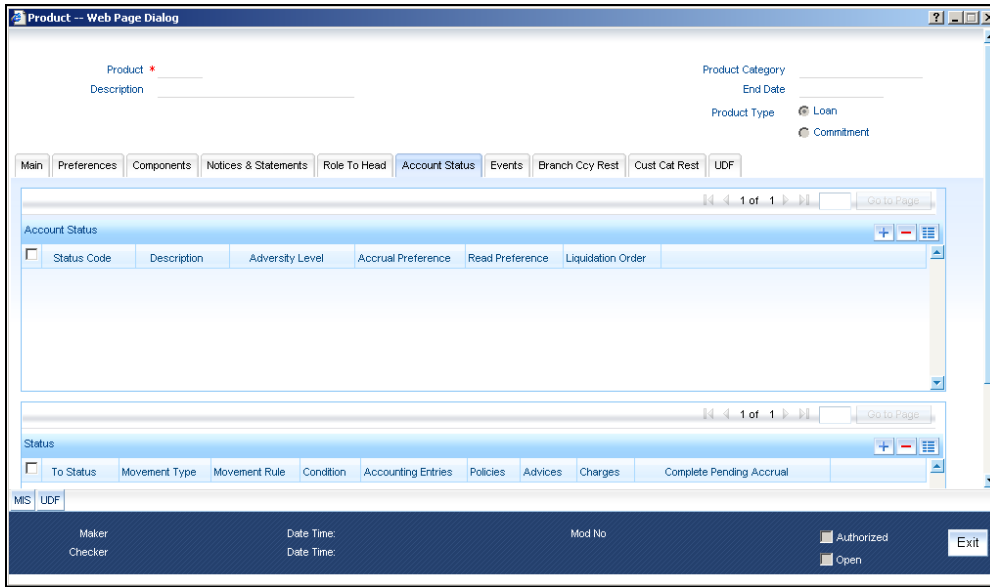 Product -- Web Page Dialog
Product *
Product Category
Description
End Date
Product Type
Loan
Commitment
Main Preferences Components Notices & Statements Role To Head Account Status Events Branch Ccy Rest Cust Cat Rest UDF
1 of 1 Go to Page
Account Status
Status Code Description Adversity Level Accrual Preference Read Preference Liquidation Order
1 of 1 Go to Page
Status
To Status Movement Type Movement Rule Condition Accounting Entries Policies Advices Charges Complete Pending Accrual
MIS UDF
Maker Date Time: Mod No Authorized
Checker Date Time: Open
Exit